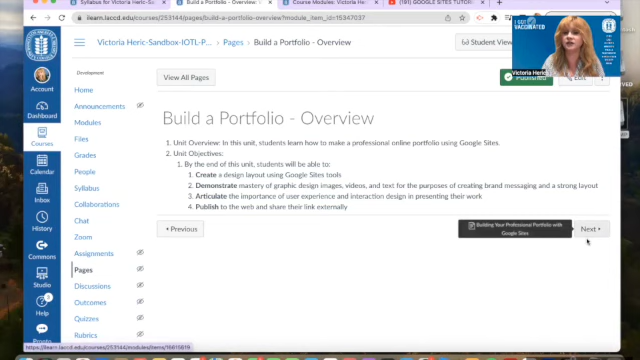 Syllabus for Victoria Heric-
Build a Portfolio - Overview
Course Modules: Victoria Heric-
(191) GOOGLE SITES TUTOR
ilearn.laccd.edu/courses/253144/pages/build-a-portfolio-overview?module_item_id=15347037
I GOT
VACCINATED
Victoria Heric
Account
Dashboard
Courses
Calendar
Inbox
History
Commons
Studio
Help
Pronto
Victoria-Heric-Sandbox-IOTL-P...
Pages
Build a Portfolio - Overview
Student View
Development
Home
Announcements
Modules
Files
Grades
People
Syllabus
Collaborations
Chat
Zoom
Assignments
Pages
Discussions
Outcomes
Quizzes
Rubrics
View All Pages
Published
Edit
Build a Portfolio - Overview
1. Unit Overview: In this unit, students learn how to make a professional online portfolio using Google Sites.
2. Unit Objectives:
1. By the end of this unit, students will be able to:
1. Create a design layout using Google Sites tools
2. Demonstrate mastery of graphic design images, videos, and text for the purposes of creating brand messaging and a strong layout
3. Articulate the importance of user experience and interaction design in presenting their work
4. Publish to the web and share their link externally
Previous
Building Your Professional Portfolio with
Google Sites
Next
https://ilearn.laccd.edu/courses/253144/modules/items/16616619